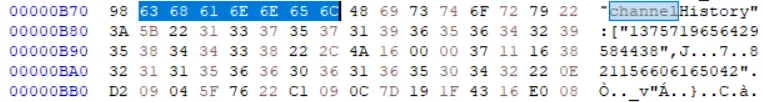 00000B70 98 63 68 61 6E 6E 65 6C 48 69 73 74 6F 72 79 22 ˜channelHistory"
00000B80 3A 5B 22 31 33 37 35 37 31 39 36 35 36 34 32 39 :["1375719656429
00000B90 35 38 34 34 33 38 22 2C 4A 16 00 00 37 11 16 38 584438",J...7..8
00000BA0 32 31 31 35 36 36 30 36 31 36 35 30 34 32 22 0E 21156606165042".
00000BB0 D2 09 04 5F 76 22 C1 09 0C 7D 19 1F 43 16 E0 08 Ò.._v"Á..}..C.à.